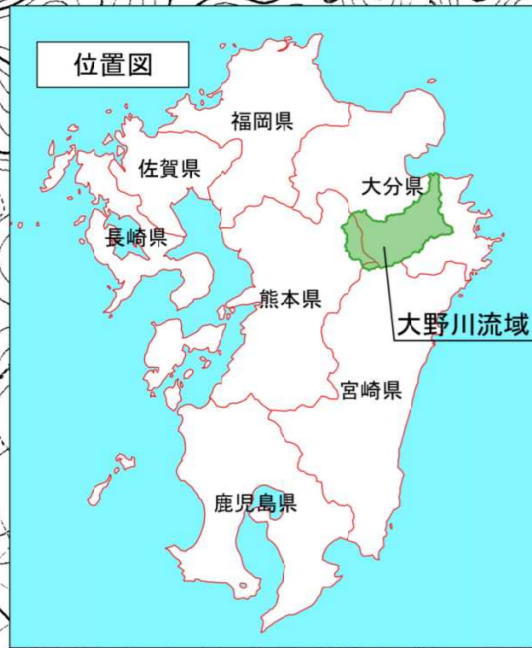 位置図
福岡県
佐賀県
大分県
長崎県
熊本県
大野川流域
宮崎県
鹿児島県